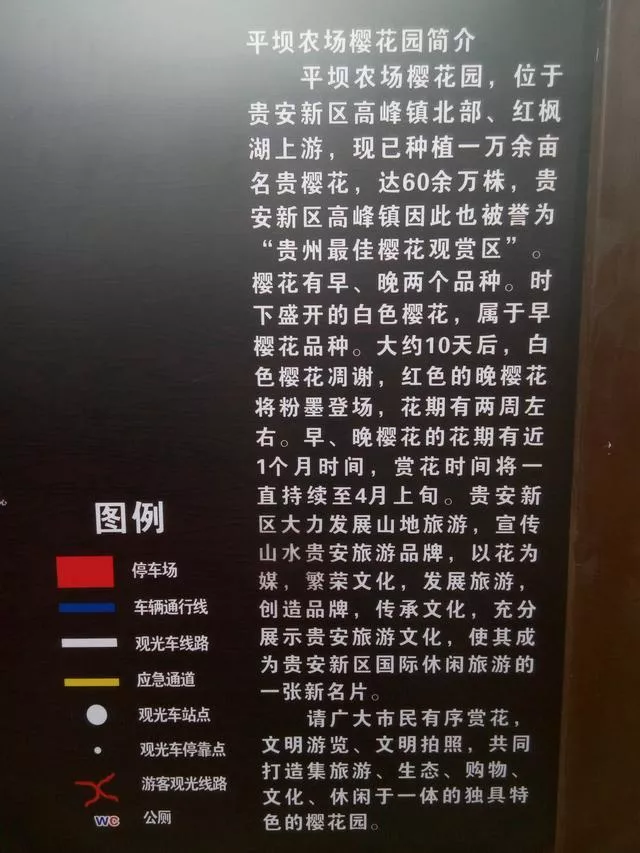 平坝农场樱花园简介
平坝农场樱花园，位于
贵安新区高峰镇北部、红枫
湖上游，现已种植一万余亩
名贵樱花，达60余万株，贵
安新区高峰镇因此也被誉为
“贵州最佳樱花观赏区”。
樱花有早、晚两个品种。时
下盛开的白色樱花，属于早
樱花品种。大约10天后，白
色樱花凋谢，红色的晚樱花
将粉墨登场，花期有两周左
右。早、晚樱花的花期有近
1个月时间，赏花时间将一
直持续至4月上旬。贵安新
区大力发展山地旅游，宣传
山水贵安旅游品牌，以花为
媒，繁荣文化，发展旅游，
创造品牌，传承文化，充分
展示贵安旅游文化，使其成
为贵安新区国际休闲旅游的
一张新名片。
请广大市民有序赏花，
文明游览、文明拍照，共同
打造集旅游、生态、购物、
文化、休闲于一体的独具特
色的樱花园。
图例
停车场
车辆通行线
观光车线路
应急通道
观光车站点
观光车停靠点
游客观光线路
WC 公厕